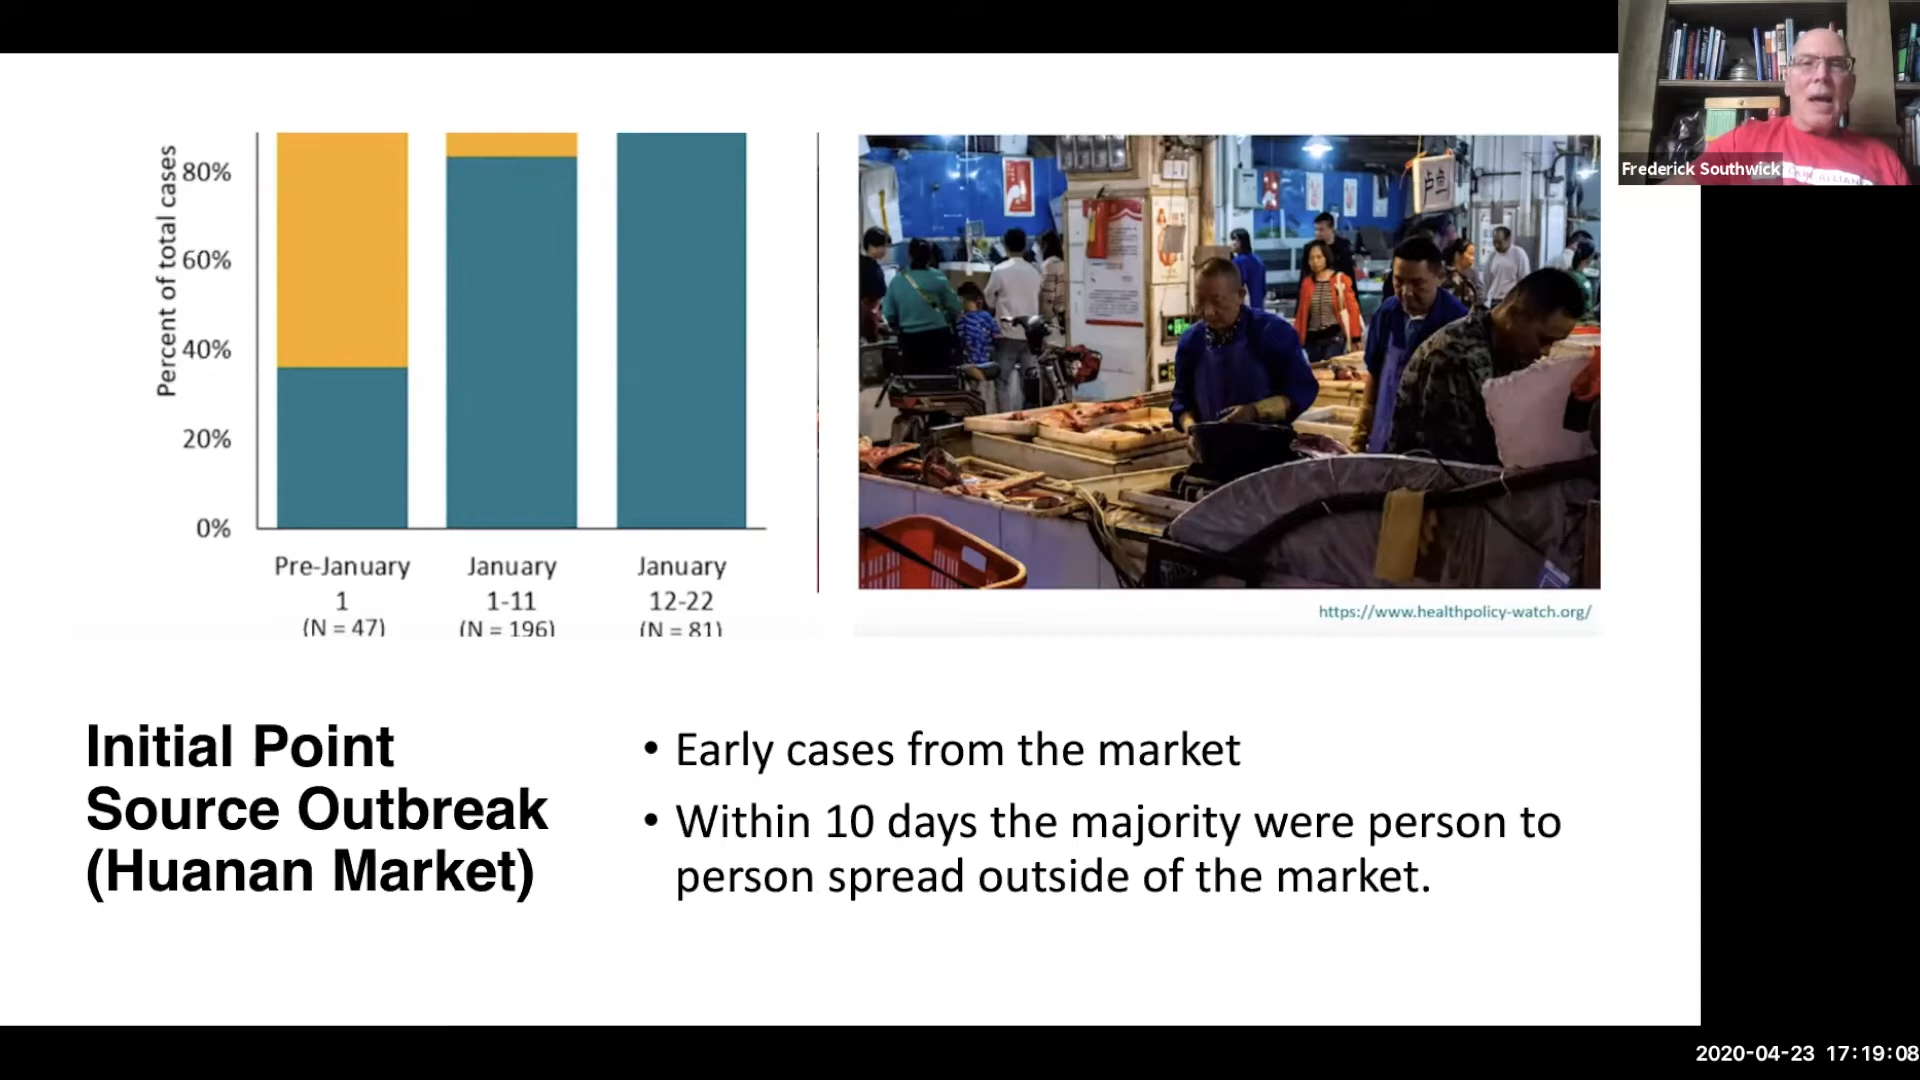 Frederick Southwick
Percent of total cases
80%
60%
40%
20%
0%
Pre-January
1
(N = 47)
January
1-11
(N = 196)
January
12-22
(N = 81)
https://www.healthpolicy-watch.org/
Initial Point
Source Outbreak
(Huanan Market)
• Early cases from the market
• Within 10 days the majority were person to
person spread outside of the market.
2020-04-23 17:19:08